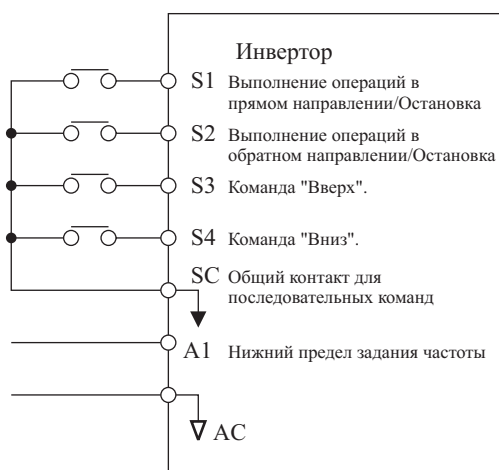 Инвертор
S1 Выполнение операций в
прямом направлении/Остановка
S2 Выполнение операций в
обратном направлении/Остановка
S3 Команда "Вверх".
S4 Команда "Вниз".
SC Общий контакт для
последовательных команд
A1 Нижний предел задания частоты
AC